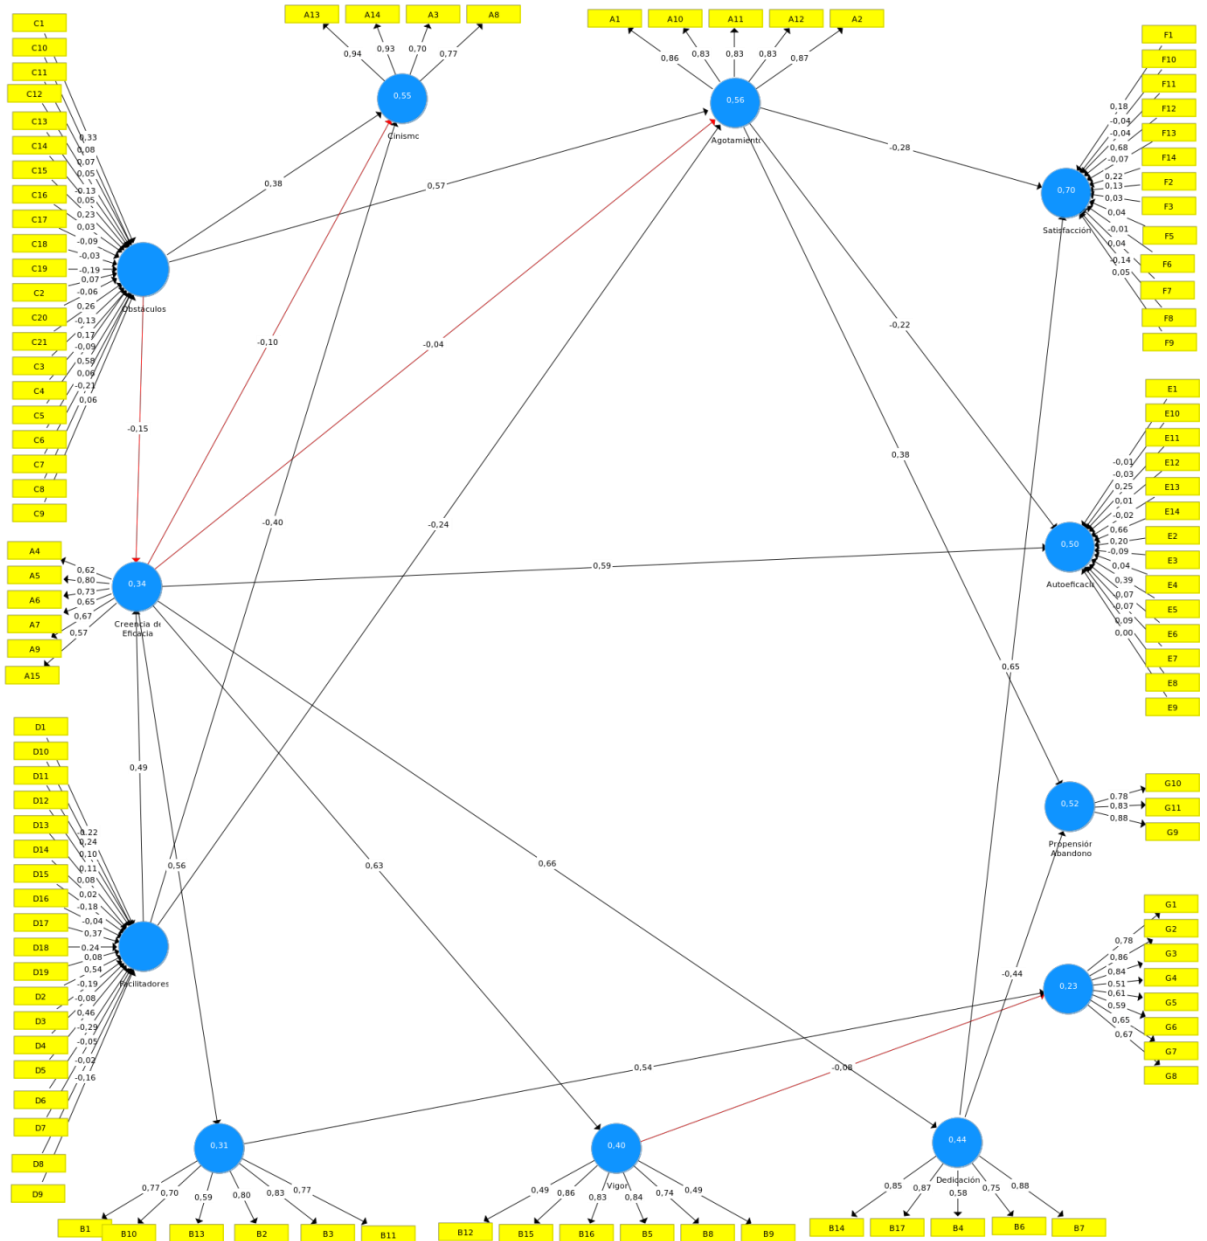 C1
C10
C11
C12
C13
C14
C15
C16
C17
C18
C19
C2
C20
C21
C3
C4
C5
C6
C7
C8
C9
0,33
0,08
0,07
0,05
-0,13
0,05
0,23
0,03
-0,09
-0,03
-0,19
0,07
-0,06
0,26
-0,13
0,17
-0,09
0,58
0,06
-0,21
0,06
Obstáculos
A13
A14
A3
A8
0,94
0,93
0,70
0,77
0,55
Cinismo
A1
A10
A11
A12
A2
0,86
0,83
0,83
0,83
0,87
0,56
Agotamient
F1
F10
F11
F12
F13
F14
F2
F3
F5
F6
F7
F8
F9
0,18
-0,04
-0,04
0,68
-0,07
0,22
0,13
0,03
0,04
-0,01
0,04
-0,14
0,05
0,70
Satisfacción
0,38
0,57
-0,28
-0,10
-0,04
-0,22
-0,15
0,38
-0,40
-0,24
E1
E10
E11
E12
E13
E14
E2
E3
E4
E5
E6
E7
E8
E9
-0,01
-0,03
0,25
0,01
-0,02
0,66
0,20
-0,09
0,04
0,39
0,07
-0,07
0,09
0,00
0,50
Autoeficaci
A4
A5
A6
A7
A9
A15
0,62
0,80
0,73
0,65
0,67
0,57
0,34
Creencia de
Eficacia
0,59
0,65
0,49
0,56
0,63
0,66
D1
D10
D11
D12
D13
D14
D15
D16
D17
D18
D19
D2
D3
D4
D5
D6
D7
D8
D9
-0,22
0,24
0,10
0,11
0,08
0,02
-0,18
-0,04
0,37
0,24
0,08
0,54
-0,19
-0,08
0,46
-0,29
-0,05
-0,02
-0,16
Facilitadores
G10
G11
G9
0,78
0,83
0,88
0,52
Propensión
Abandono
G1
G2
G3
G4
G5
G6
G7
G8
0,78
0,86
0,84
0,51
0,61
0,59
0,65
0,67
0,23
-0,44
0,54
-0,08
0,31
0,77
0,70
0,59
0,80
0,83
0,77
B1
B10
B13
B2
B3
B11
0,40
Vigor
0,49
0,86
0,83
0,84
0,74
0,49
B12
B15
B16
B5
B8
B9
0,44
Dedicación
0,85
0,87
0,58
0,75
0,88
B14
B17
B4
B6
B7